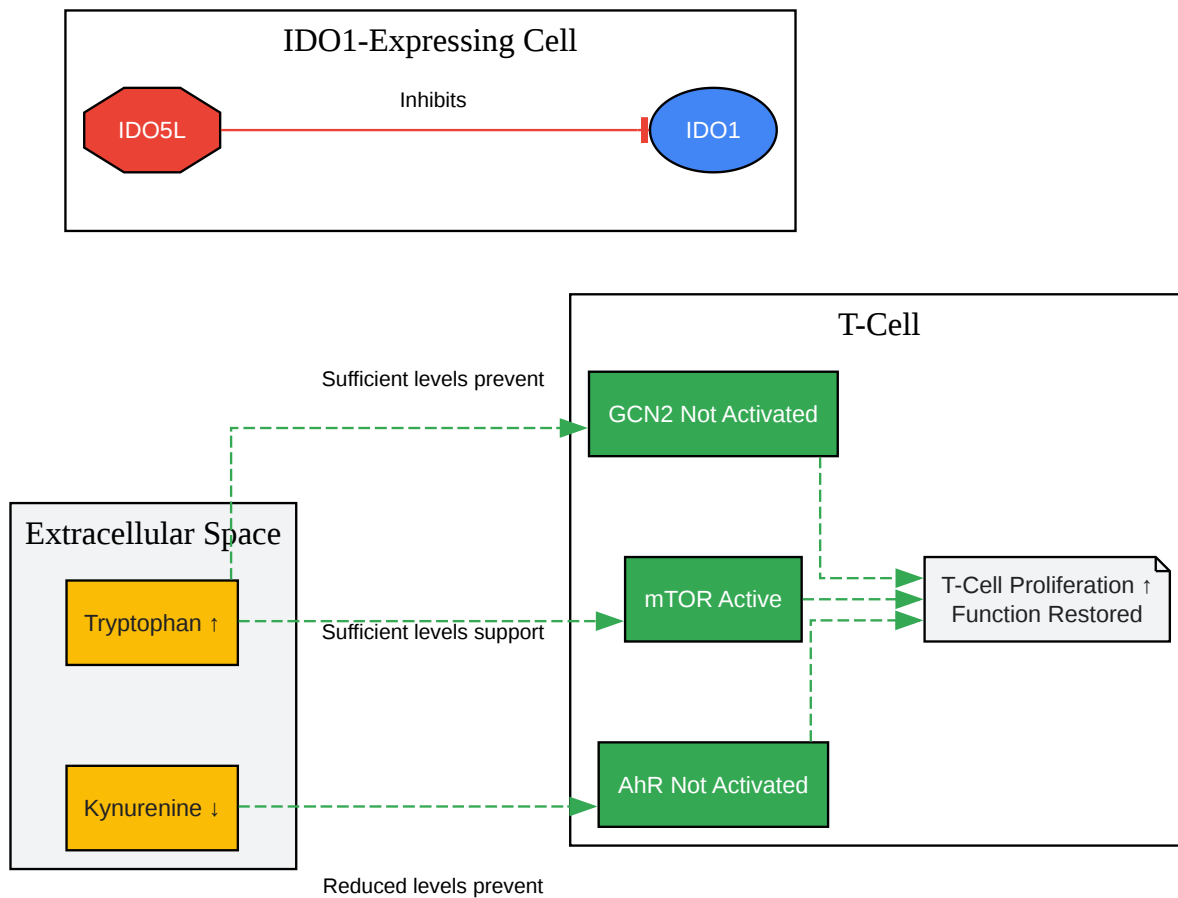 IDO1-Expressing Cell
Inhibits
IDO5L
IDO1
T-Cell
Sufficient levels prevent
GCN2 Not Activated
Extracellular Space
Tryptophan ↑
Sufficient levels support
mTOR Active
T-Cell Proliferation ↑
Function Restored
Kynurenine ↓
AhR Not Activated
Reduced levels prevent